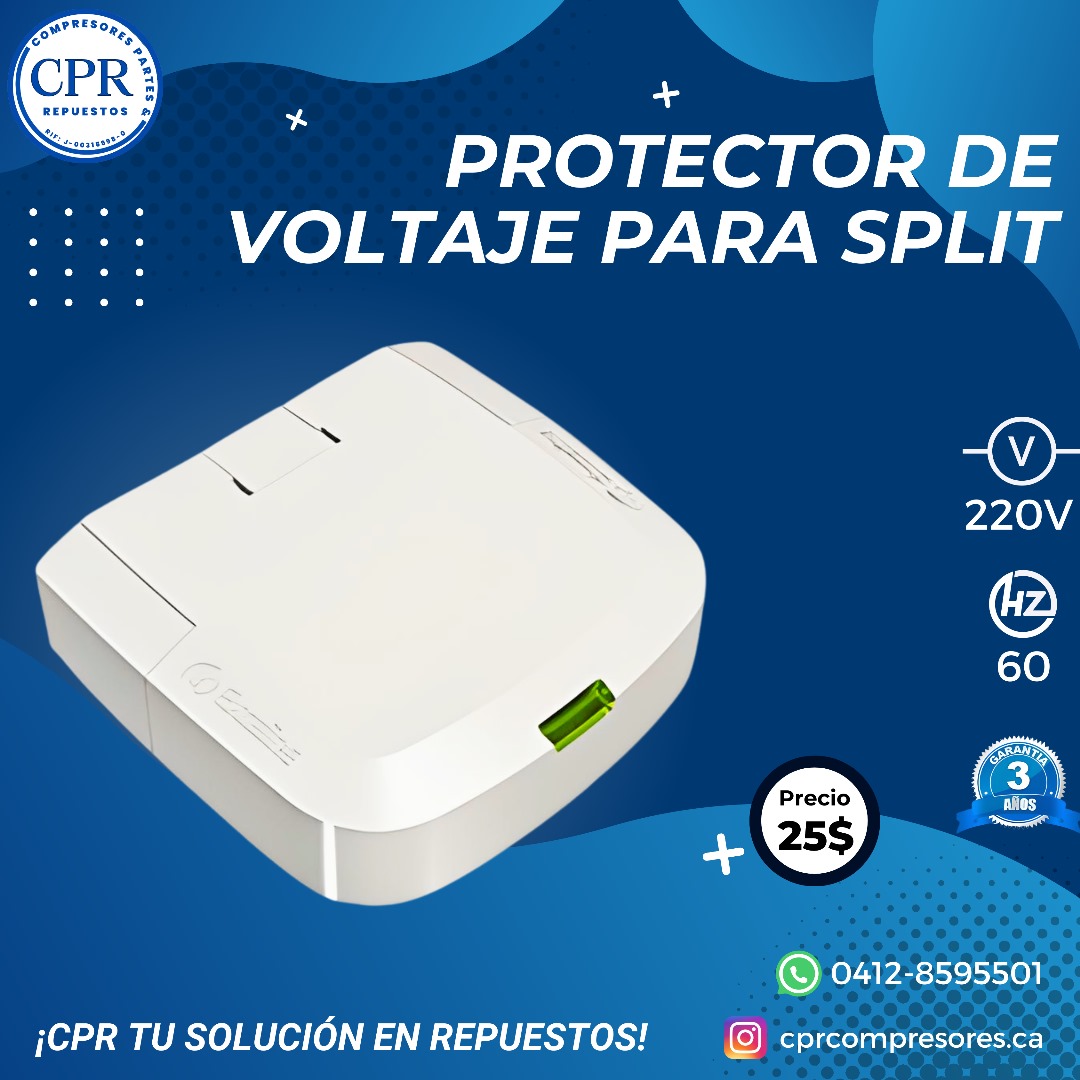 COMPRESORES PARTES &
CPR
REPUESTOS
PROTECTOR DE
VOLTAJE PARA SPLIT
V
220V
HZ
60
GARANTIA
3
AÑOS
Precio
25$
0412-8595501
¡CPR TU SOLUCIÓN EN REPUESTOS!
cprcompresores.ca